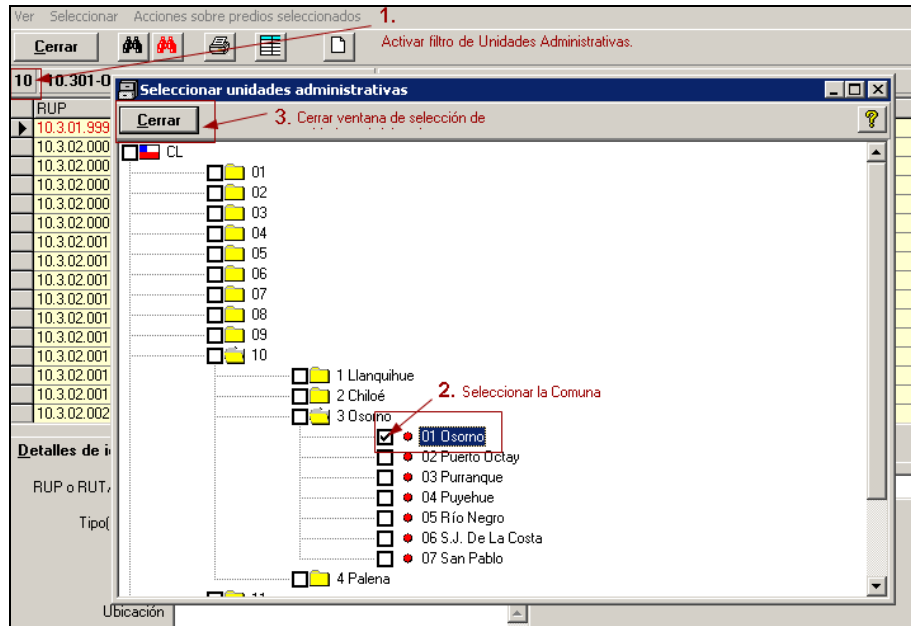 Ver Seleccionar Acciones sobre predios seleccionados 1.
Cerrar Activar filtro de Unidades Administrativas.
10 10.301-O
Seleccionar unidades administrativas
Cerrar 3. Cerrar ventana de selección de
RUP
10.3.01.999
10.3.02.000
10.3.02.000
10.3.02.000
10.3.02.000
10.3.02.000
10.3.02.001
10.3.02.001
10.3.02.001
10.3.02.001
10.3.02.001
10.3.02.001
10.3.02.001
10.3.02.001
10.3.02.001
10.3.02.002
CL
01
02
03
04
05
06
07
08
09
10
1 Llanquihue
2 Chiloé
2. Seleccionar la Comuna
3 Osorno
01 Osorno
02 Puerto Octay
03 Purranque
04 Puyehue
05 Río Negro
06 S.J. De La Costa
07 San Pablo
4 Palena
11
Detalles de i
RUP o RUT
Tipo(
Ubicación